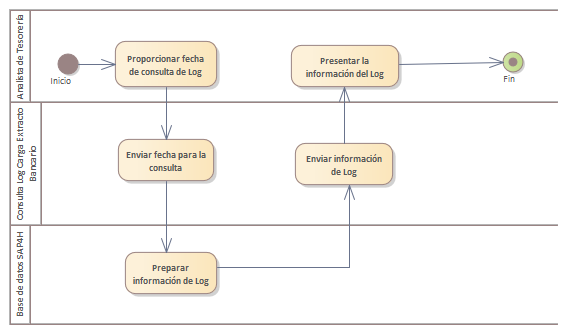 Analista de Tesorería
Inicio
Proporcionar fecha
de consulta de Log
Presentar la
información del Log
Fin
Consulta Log Carga Extracto
Bancario
Enviar fecha para la
consulta
Enviar información
de Log
Base de datos SAP4H
Preparar
información de Log